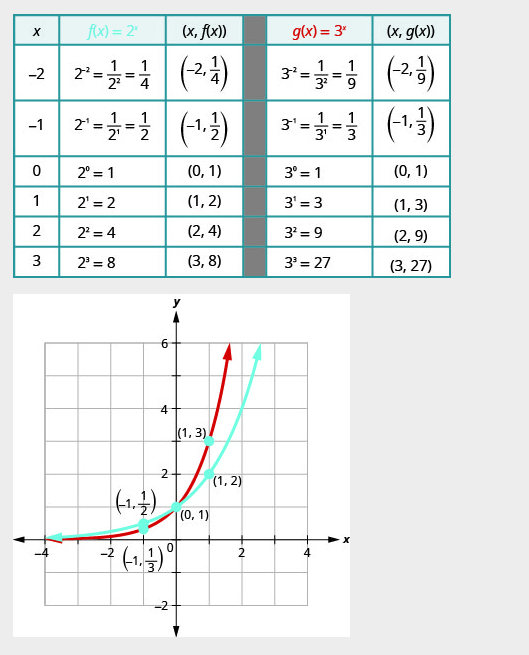 x f(x) = 2ˣ (x, f(x)) g(x) = 3ˣ (x, g(x))
−2 2⁻² = 1/2² = 1/4 (−2, 1/4) 3⁻² = 1/3² = 1/9 (−2, 1/9)
−1 2⁻¹ = 1/2¹ = 1/2 (−1, 1/2) 3⁻¹ = 1/3¹ = 1/3 (−1, 1/3)
0 2⁰ = 1 (0, 1) 3⁰ = 1 (0, 1)
1 2¹ = 2 (1, 2) 3¹ = 3 (1, 3)
2 2² = 4 (2, 4) 3² = 9 (2, 9)
3 2³ = 8 (3, 8) 3³ = 27 (3, 27)
y
6
4
(1, 3)
2 (1, 2)
(−1, 1/2) (0, 1)
x
−4 −2 0 2 4
(−1, 1/3)
−2